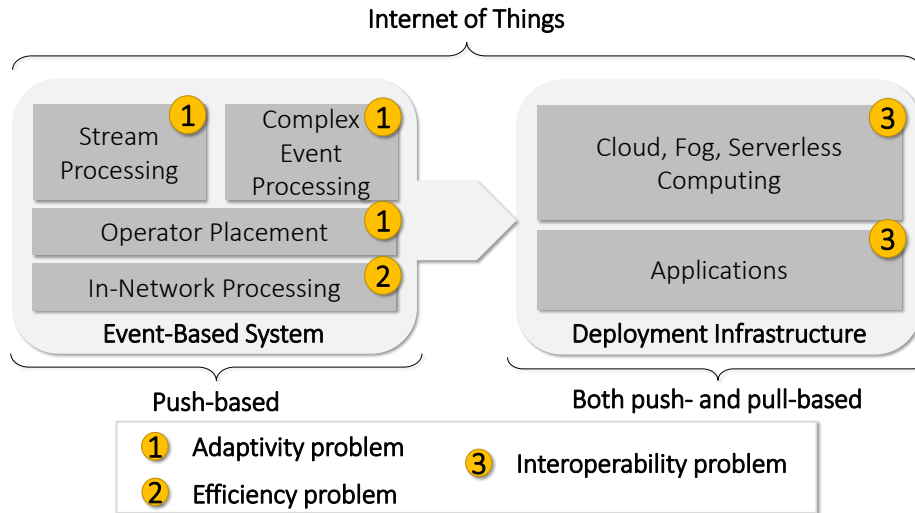 Internet of Things
1
Stream
Processing
1
Complex
Event
Processing
1
Operator Placement
2
In-Network Processing
Event-Based System
3
Cloud, Fog, Serverless
Computing
3
Applications
Deployment Infrastructure
Push-based
Both push- and pull-based
1 Adaptivity problem
2 Efficiency problem
3 Interoperability problem